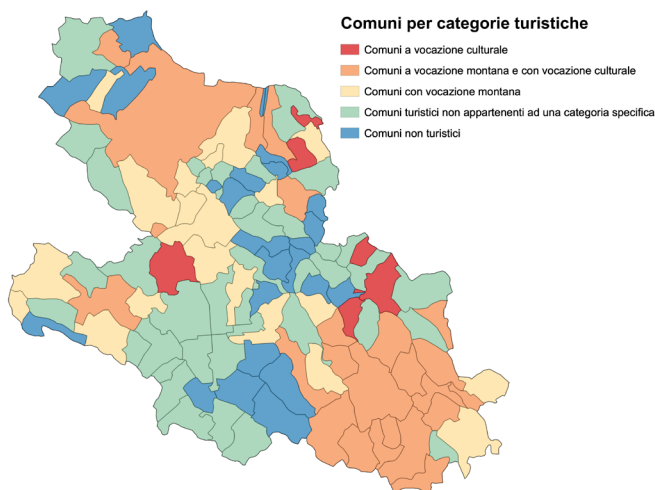 Comuni per categorie turistiche
Comuni a vocazione culturale
Comuni a vocazione montana e con vocazione culturale
Comuni con vocazione montana
Comuni turistici non appartenenti ad una categoria specifica
Comuni non turistici